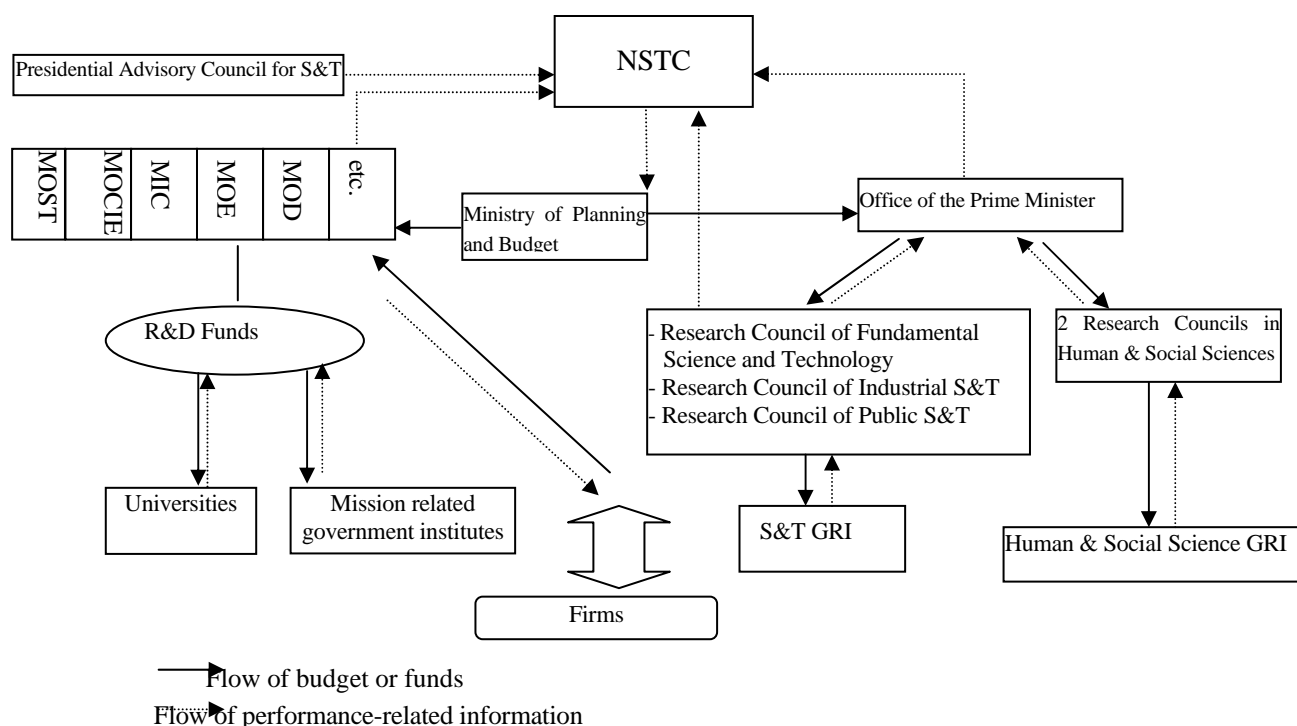 NSTC
Presidential Advisory Council for S&T
MOST
MOCIE
MIC
MOE
MOD
etc.
Ministry of Planning
and Budget
Office of the Prime Minister
R&D Funds
- Research Council of Fundamental
Science and Technology
- Research Council of Industrial S&T
- Research Council of Public S&T
2 Research Councils in
Human & Social Sciences
Universities
Mission related
government institutes
S&T GRI
Human & Social Science GRI
Firms
Flow of budget or funds
Flow of performance-related information